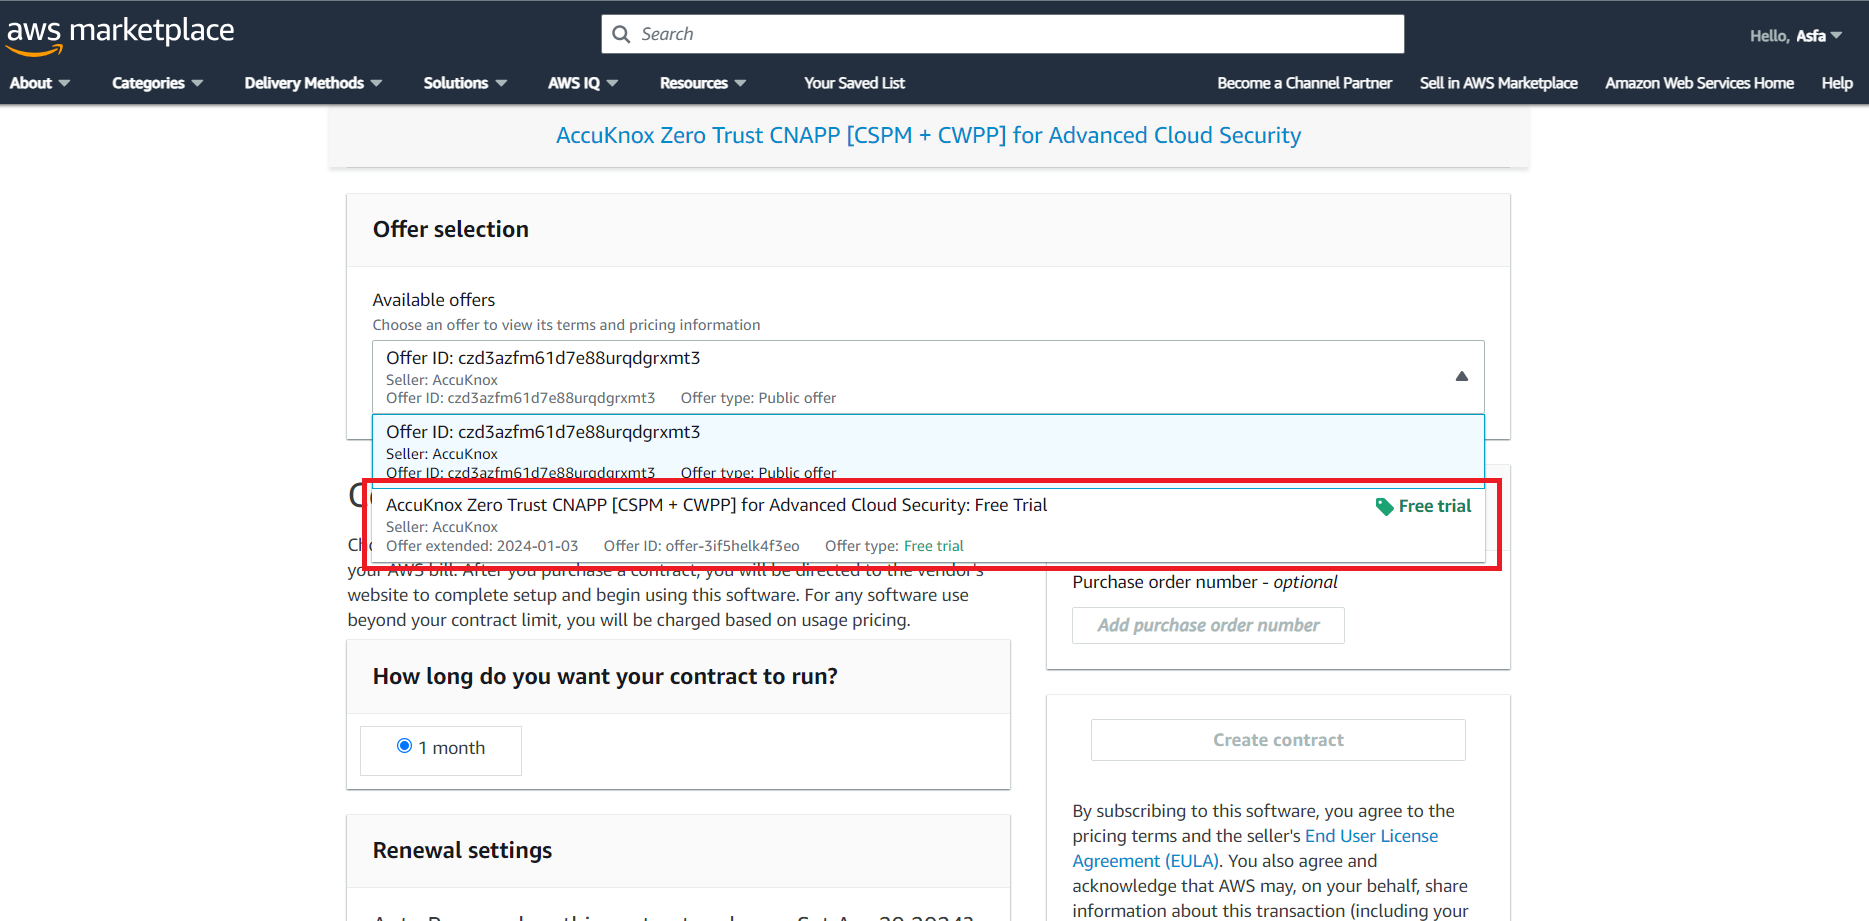 aws marketplace
Search
Hello, Asfa
About Categories Delivery Methods Solutions AWS IQ Resources Your Saved List Become a Channel Partner Sell in AWS Marketplace Amazon Web Services Home Help
AccuKnox Zero Trust CNAPP [CSPM + CWPP] for Advanced Cloud Security
Offer selection
Available offers
Choose an offer to view its terms and pricing information
Offer ID: czd3azfm61d7e88urqdgrxmt3
Seller: AccuKnox
Offer ID: czd3azfm61d7e88urqdgrxmt3 Offer type: Public offer
Offer ID: czd3azfm61d7e88urqdgrxmt3
Seller: AccuKnox
Offer ID: czd3azfm61d7e88urqdgrxmt3 Offer type: Public offer
AccuKnox Zero Trust CNAPP [CSPM + CWPP] for Advanced Cloud Security: Free Trial
Free trial
Seller: AccuKnox
Offer extended: 2024-01-03 Offer ID: offer-3if5helk4f3eo Offer type: Free trial
your AWS bill. After you purchase a contract, you will be directed to the vendor's
website to complete setup and begin using this software. For any software use
beyond your contract limit, you will be charged based on usage pricing.
How long do you want your contract to run?
1 month
Renewal settings
Purchase order number - optional
Add purchase order number
Create contract
By subscribing to this software, you agree to the
pricing terms and the seller's End User License
Agreement (EULA). You also agree and
acknowledge that AWS may, on your behalf, share
information about this transaction (including your